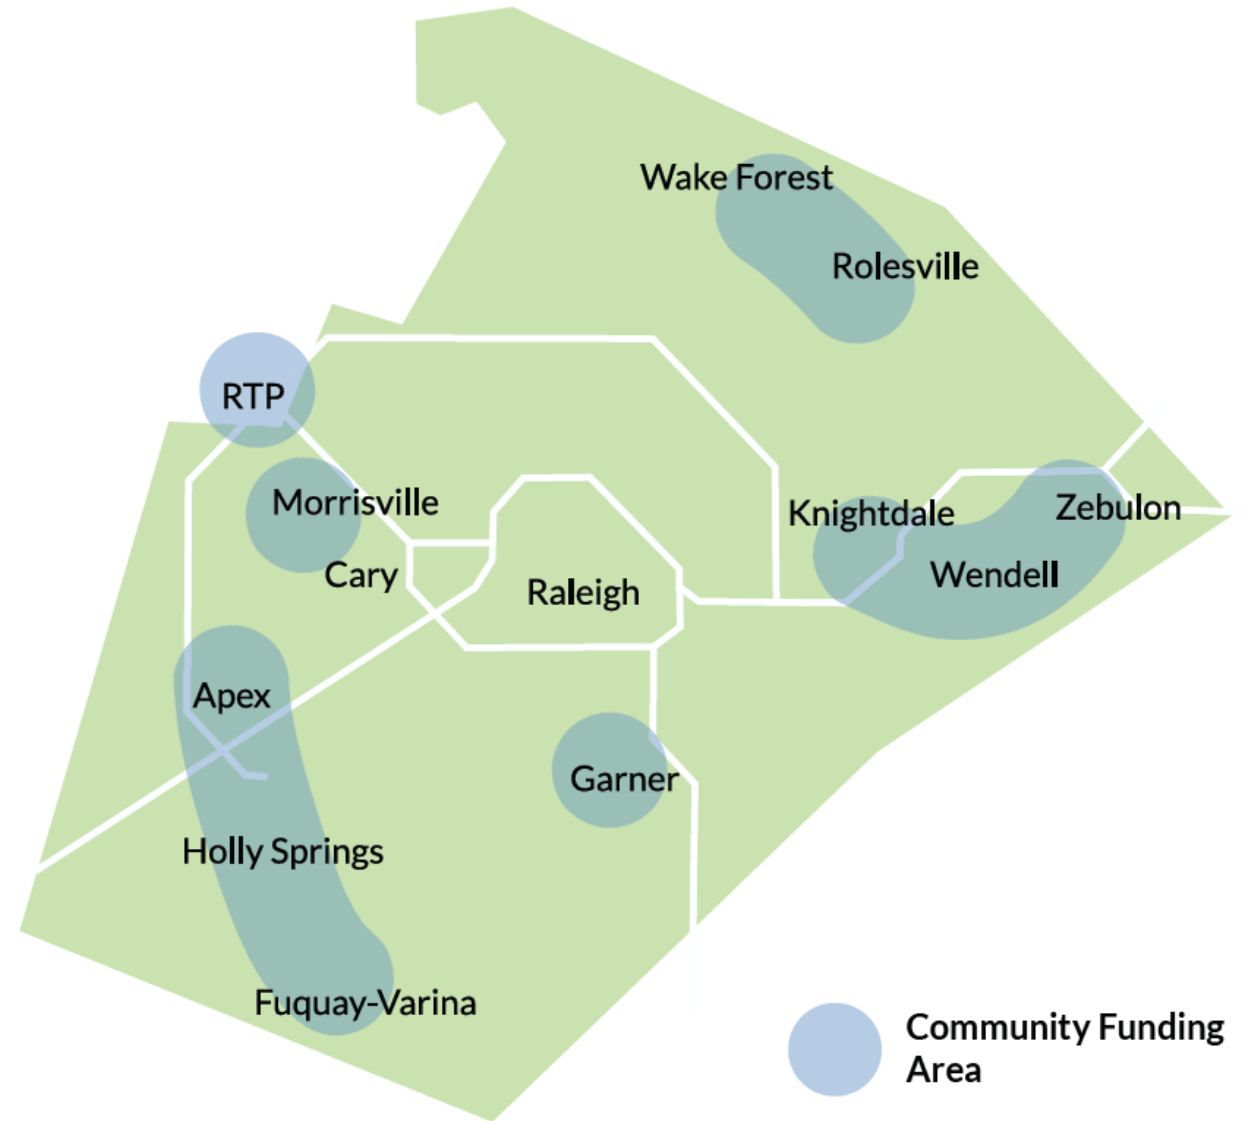 Wake Forest
Rolesville
RTP
Morrisville
Knightdale
Zebulon
Cary
Raleigh
Wendell
Apex
Garner
Holly Springs
Fuquay-Varina
Community Funding
Area